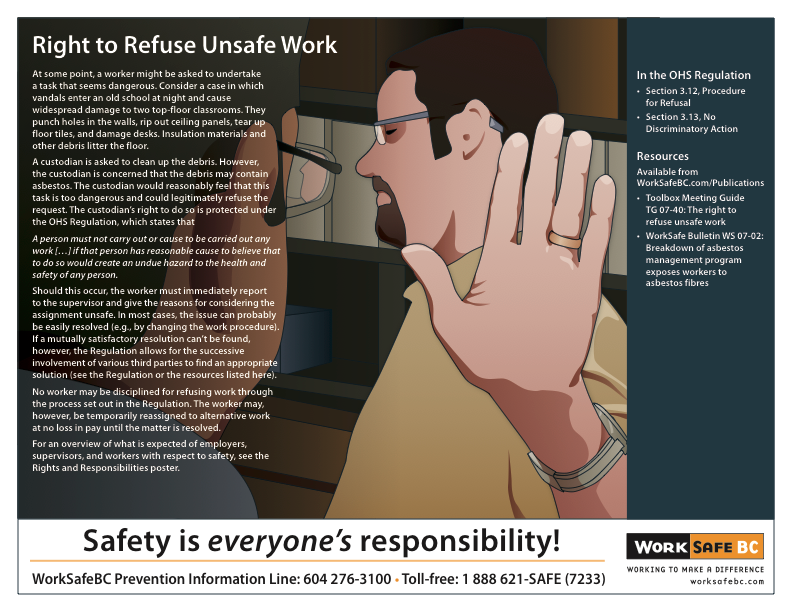 Right to Refuse Unsafe Work
At some point, a worker might be asked to undertake
a task that seems dangerous. Consider a case in which
vandals enter an old school at night and cause
widespread damage to two top-floor classrooms. They
punch holes in the walls, rip out ceiling panels, tear up
floor tiles, and damage desks. Insulation materials and
other debris litter the floor.
A custodian is asked to clean up the debris. However,
the custodian is concerned that the debris may contain
asbestos. The custodian would reasonably feel that this
task is too dangerous and could legitimately refuse the
request. The custodian's right to do so is protected under
the OHS Regulation, which states that
A person must not carry out or cause to be carried out any
work […] if that person has reasonable cause to believe that
to do so would create an undue hazard to the health and
safety of any person.
Should this occur, the worker must immediately report
to the supervisor and give the reasons for considering the
assignment unsafe. In most cases, the issue can probably
be easily resolved (e.g., by changing the work procedure).
If a mutually satisfactory resolution can't be found,
however, the Regulation allows for the successive
involvement of various third parties to find an appropriate
solution (see the Regulation or the resources listed here).
No worker may be disciplined for refusing work through
the process set out in the Regulation. The worker may,
however, be temporarily reassigned to alternative work
at no loss in pay until the matter is resolved.
For an overview of what is expected of employers,
supervisors, and workers with respect to safety, see the
Rights and Responsibilities poster.
In the OHS Regulation
• Section 3.12, Procedure
for Refusal
• Section 3.13, No
Discriminatory Action
Resources
Available from
WorkSafeBC.com/Publications
• Toolbox Meeting Guide
TG 07-40: The right to
refuse unsafe work
• WorkSafe Bulletin WS 07-02:
Breakdown of asbestos
management program
exposes workers to
asbestos fibres
Safety is everyone's responsibility!
WorkSafeBC Prevention Information Line: 604 276-3100 • Toll-free: 1 888 621-SAFE (7233)
WORK SAFE BC
WORKING TO MAKE A DIFFERENCE
worksafebc.com